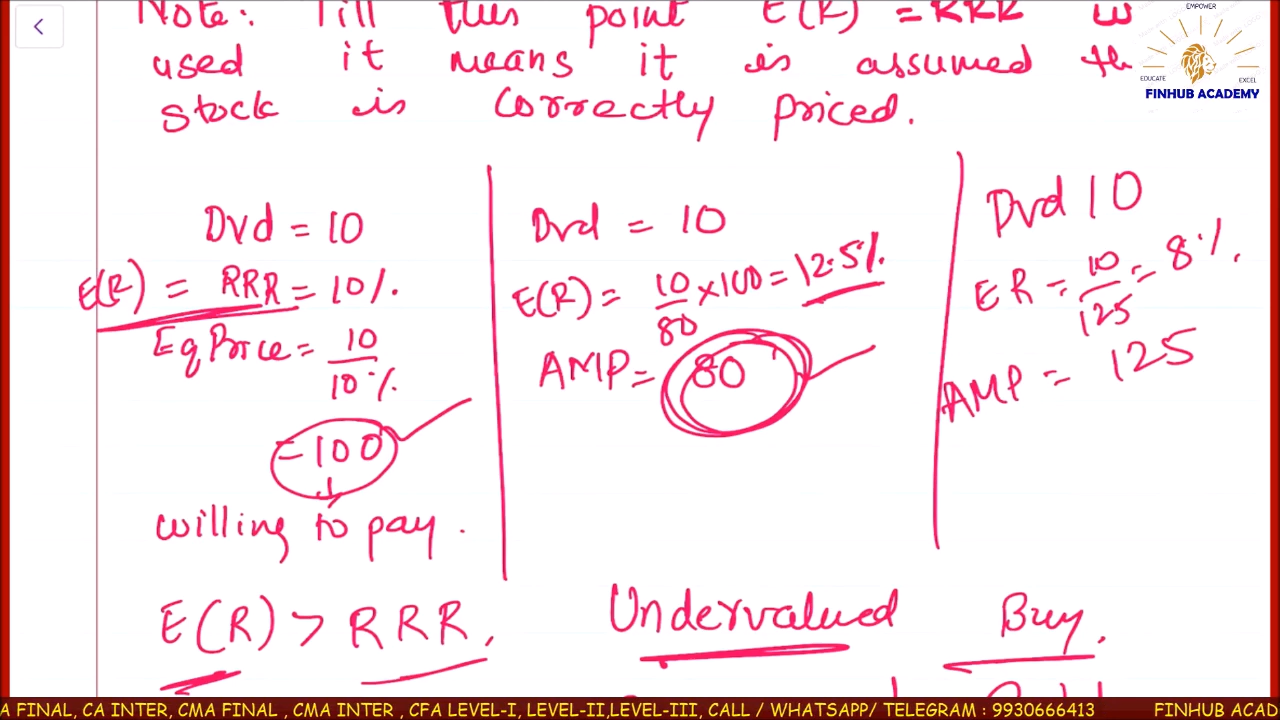 Note: Till this point E(R) = RRR
used it means it is assumed
stock is correctly priced.
EMPOWER
EDUCATE EXCEL
FINHUB ACADEMY
Dvd = 10
E(R) = RRR = 10%.
Eq Price = 10/10%
= 100
willing to pay.
Dvd = 10
E(R) = 10/80 × 100 = 12.5%.
AMP = 80
Dvd 10
ER = 10/125 = 8%.
AMP = 125
E(R) > RRR. Undervalued Buy.
A FINAL, CA INTER, CMA FINAL , CMA INTER , CFA LEVEL-I, LEVEL-II,LEVEL-III, CALL / WHATSAPP/ TELEGRAM : 9930666413 FINHUB ACAD